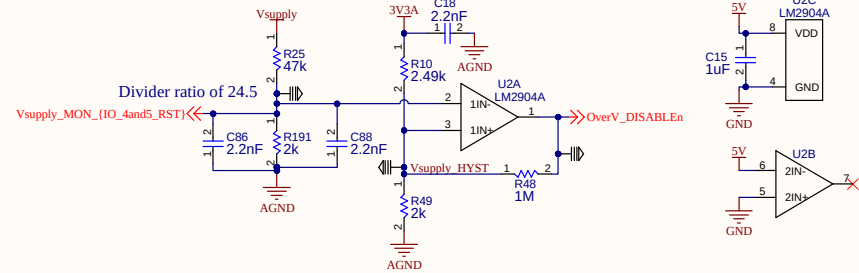 Vsupply
3V3A
C18
2.2nF
1
2
AGND
5V
U2C
LM2904A
8
VDD
4
GND
C15
1uF
1
2
GND
1
R25
47k
2
1
R10
2.49k
2
Divider ratio of 24.5
Vsupply_MON_{IO_4and5_RST}
U2A
LM2904A
2
1IN-
3
1IN+
1
OverV_DISABLEn
2
C86
2.2nF
1
1
R191
2k
2
2
C88
2.2nF
1
AGND
Vsupply_HYST
1
2
R48
1M
1
R49
2k
2
AGND
5V
U2B
6
2IN-
5
2IN+
7
GND